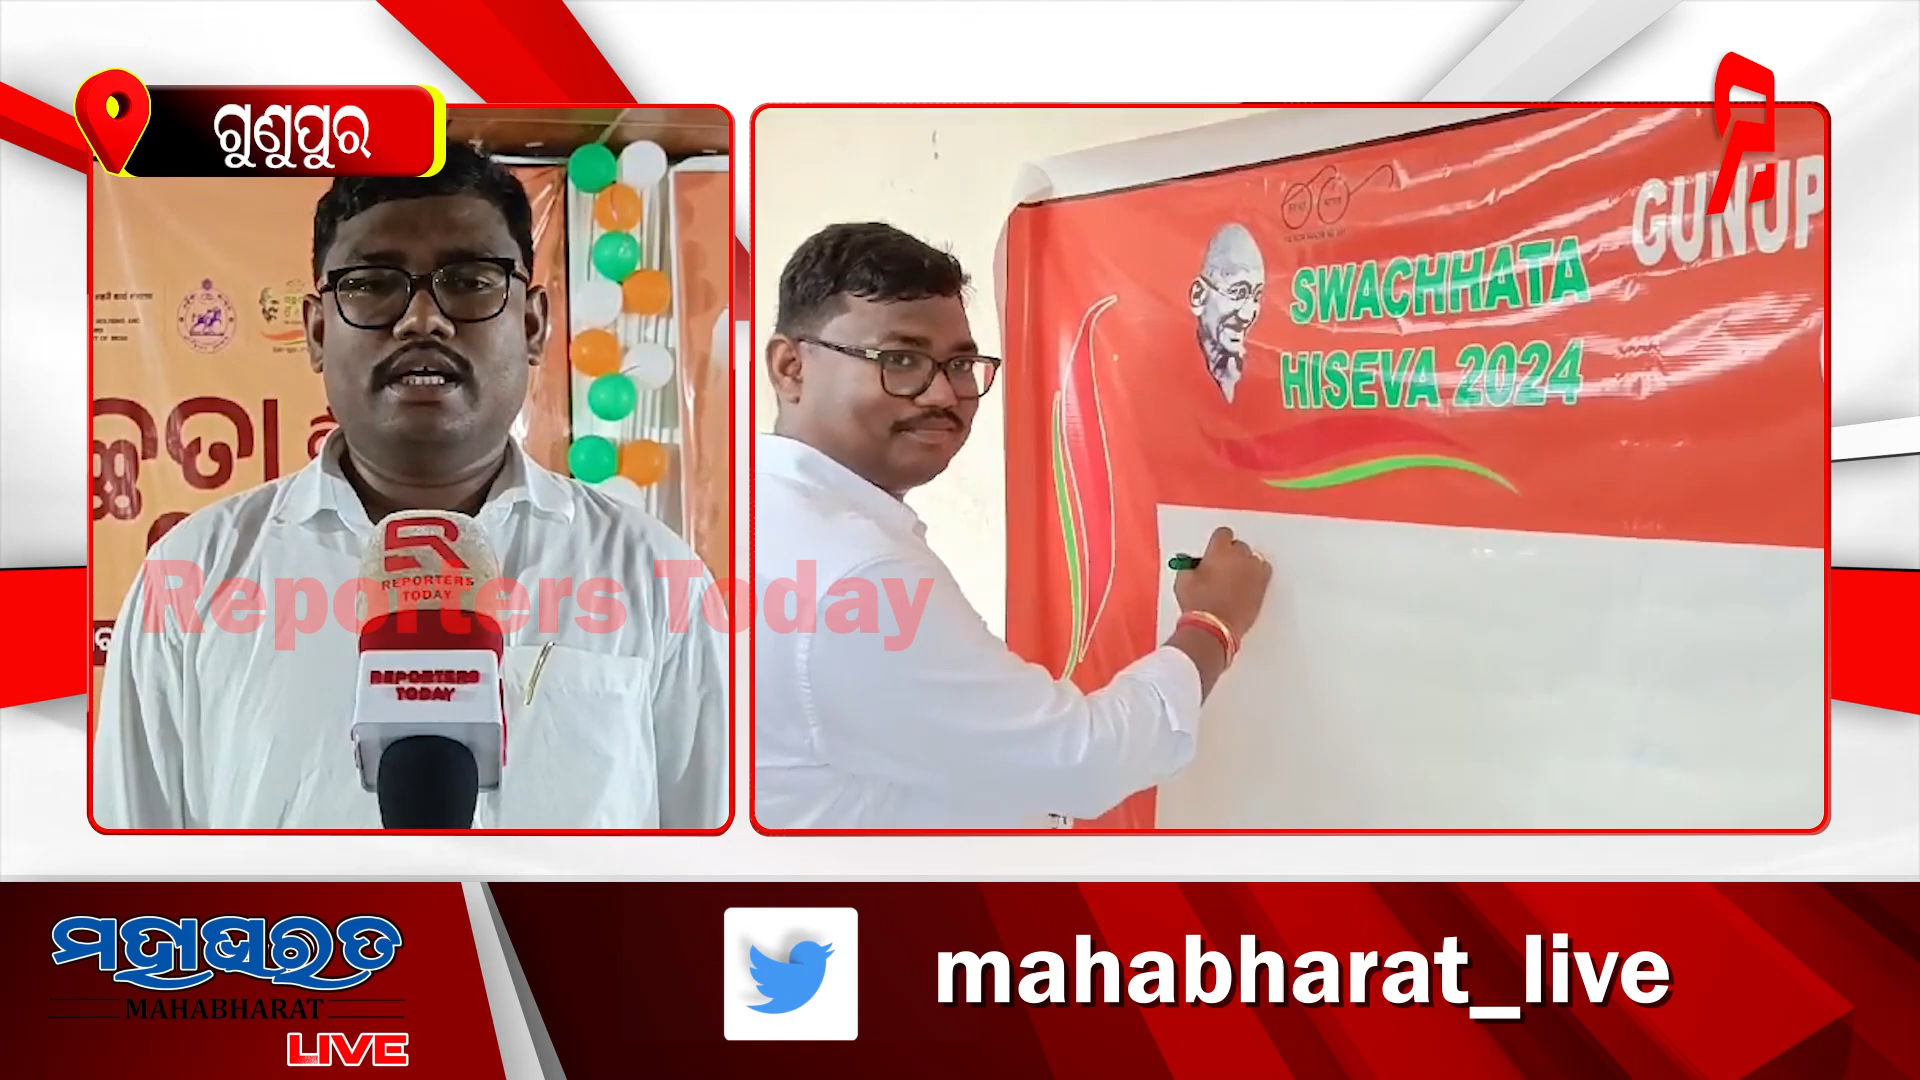 ଗୁଣୁପୁର
GUNUP
SWACHHATA
HISEVA 2024
REPORTERS
TODAY
REPORTERS
TODAY
Reporters Today
ମହାଭାରତ
MAHABHARAT
LIVE
mahabharat_live